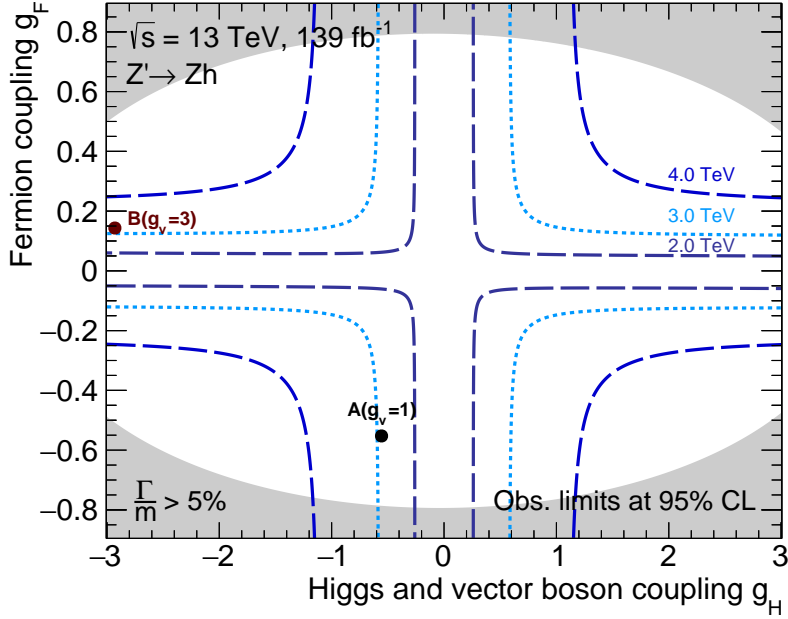 Fermion coupling g_F
0.8
0.6
0.4
0.2
0
−0.2
−0.4
−0.6
−0.8
√s = 13 TeV, 139 fb⁻¹
Z'→ Zh
4.0 TeV
3.0 TeV
2.0 TeV
B(g_v=3)
A(g_v=1)
Γ/m > 5%
Obs. limits at 95% CL
−3 −2 −1 0 1 2 3
Higgs and vector boson coupling g_H